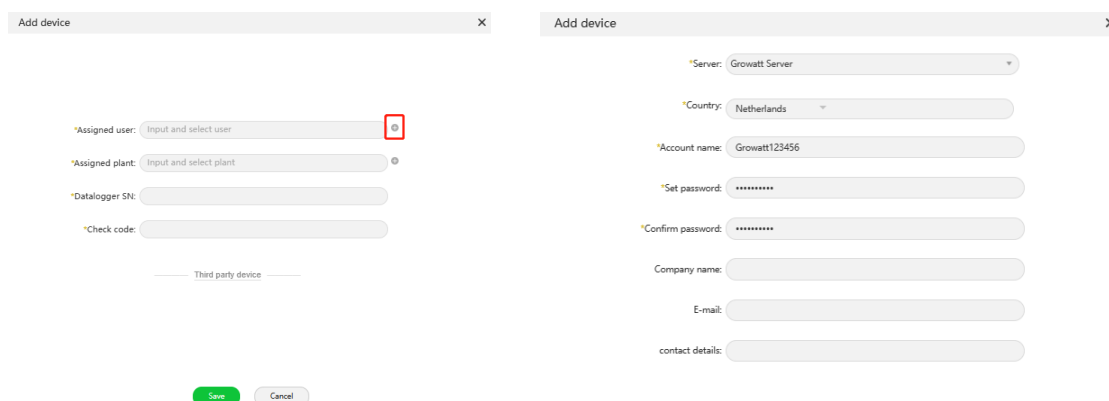 Add device
*Assigned user: Input and select user
*Assigned plant: Input and select plant
*Datalogger SN:
*Check code:
Third party device
Save Cancel
Add device
*Server: Growatt Server
*Country: Netherlands
*Account name: Growatt123456
*Set password: ••••••••••
*Confirm password: ••••••••••
Company name:
E-mail:
contact details: